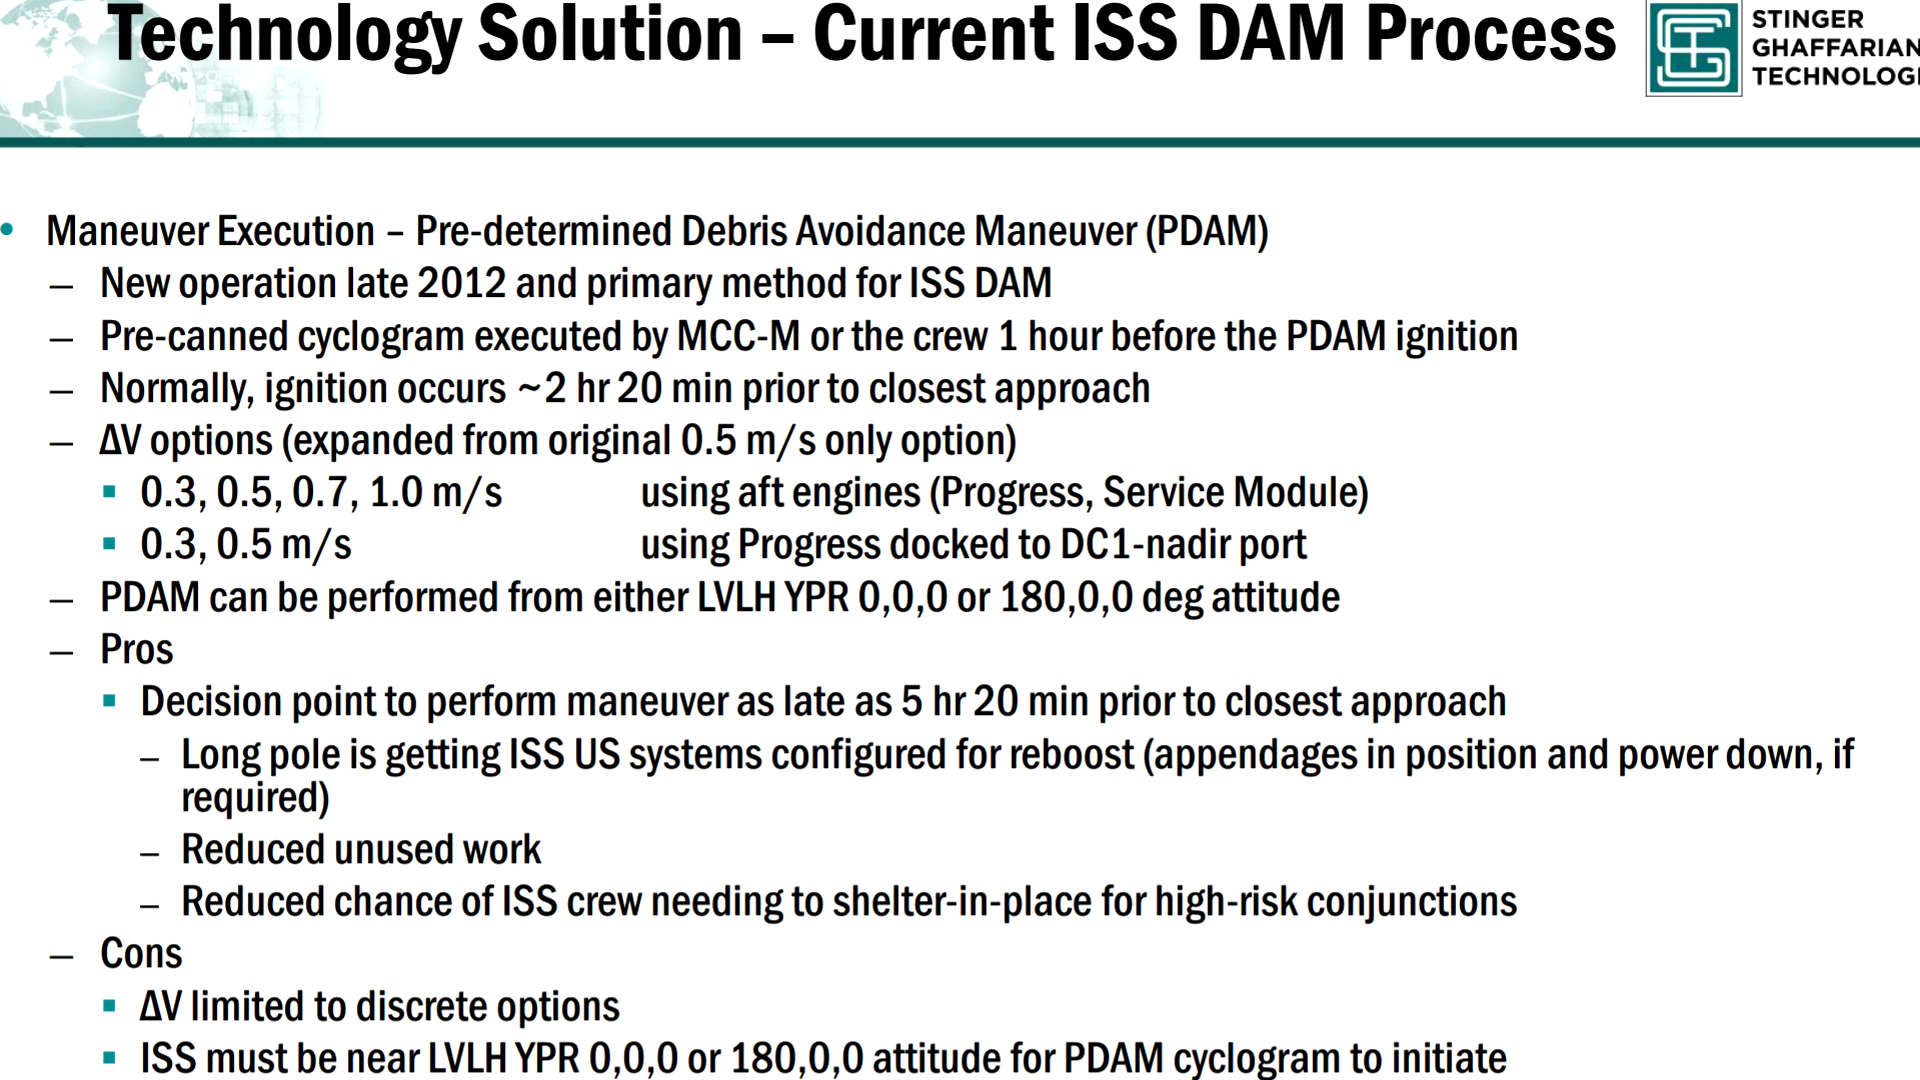 Technology Solution – Current ISS DAM Process
STINGER
GHAFFARIAN
TECHNOLOGI
• Maneuver Execution – Pre-determined Debris Avoidance Maneuver (PDAM)
– New operation late 2012 and primary method for ISS DAM
– Pre-canned cyclogram executed by MCC-M or the crew 1 hour before the PDAM ignition
– Normally, ignition occurs ~2 hr 20 min prior to closest approach
– ΔV options (expanded from original 0.5 m/s only option)
▪ 0.3, 0.5, 0.7, 1.0 m/s using aft engines (Progress, Service Module)
▪ 0.3, 0.5 m/s using Progress docked to DC1-nadir port
– PDAM can be performed from either LVLH YPR 0,0,0 or 180,0,0 deg attitude
– Pros
▪ Decision point to perform maneuver as late as 5 hr 20 min prior to closest approach
– Long pole is getting ISS US systems configured for reboost (appendages in position and power down, if
required)
– Reduced unused work
– Reduced chance of ISS crew needing to shelter-in-place for high-risk conjunctions
– Cons
▪ ΔV limited to discrete options
▪ ISS must be near LVLH YPR 0,0,0 or 180,0,0 attitude for PDAM cyclogram to initiate